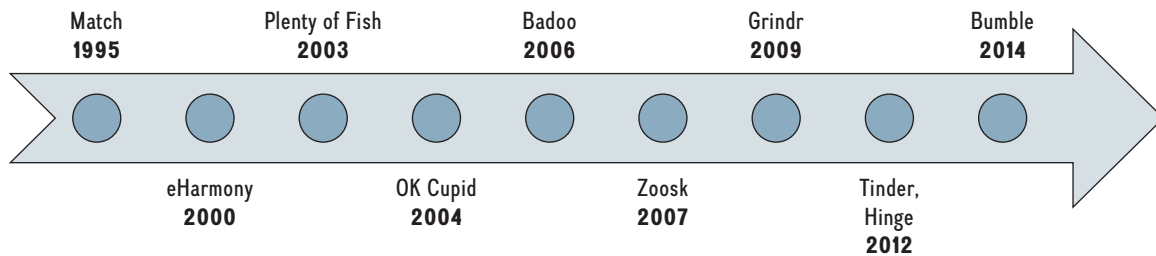 Match
1995
eHarmony
2000
Plenty of Fish
2003
OK Cupid
2004
Badoo
2006
Zoosk
2007
Grindr
2009
Tinder,
Hinge
2012
Bumble
2014